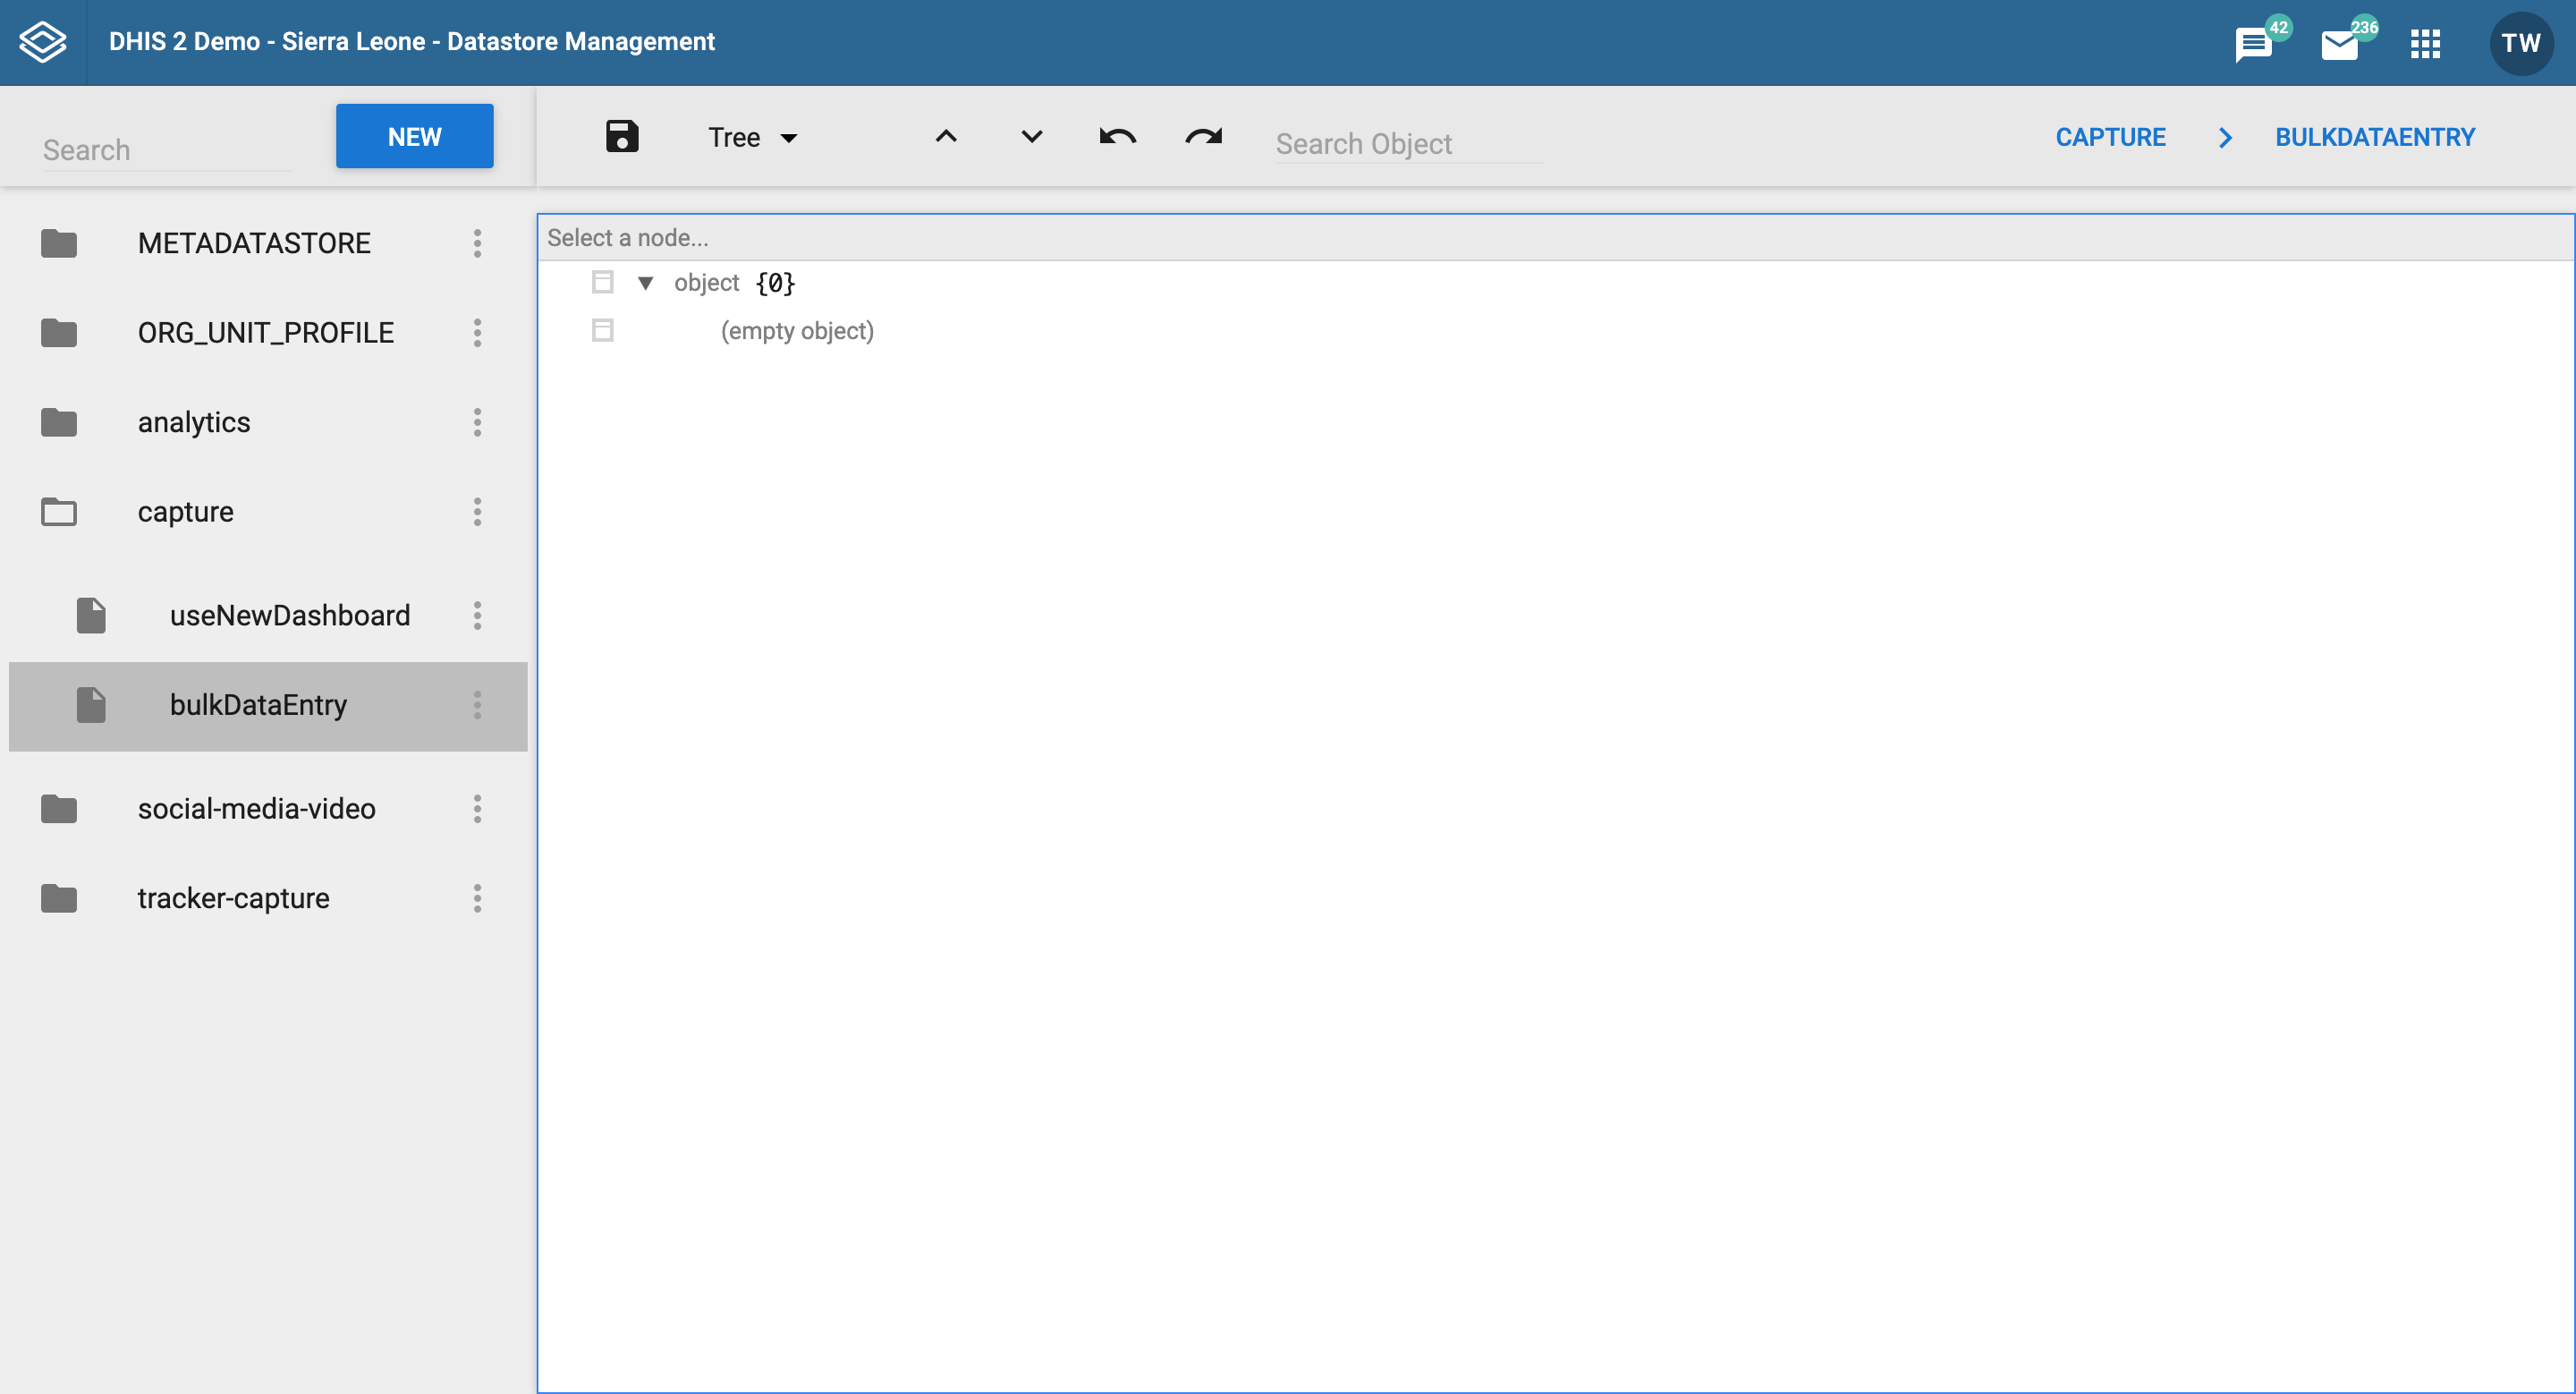 DHIS 2 Demo - Sierra Leone - Datastore Management
42
236
TW
Search
NEW
Tree
Search Object
CAPTURE
BULKDATAENTRY
METADATASTORE
ORG_UNIT_PROFILE
analytics
capture
useNewDashboard
bulkDataEntry
social-media-video
tracker-capture
Select a node...
object {0}
(empty object)